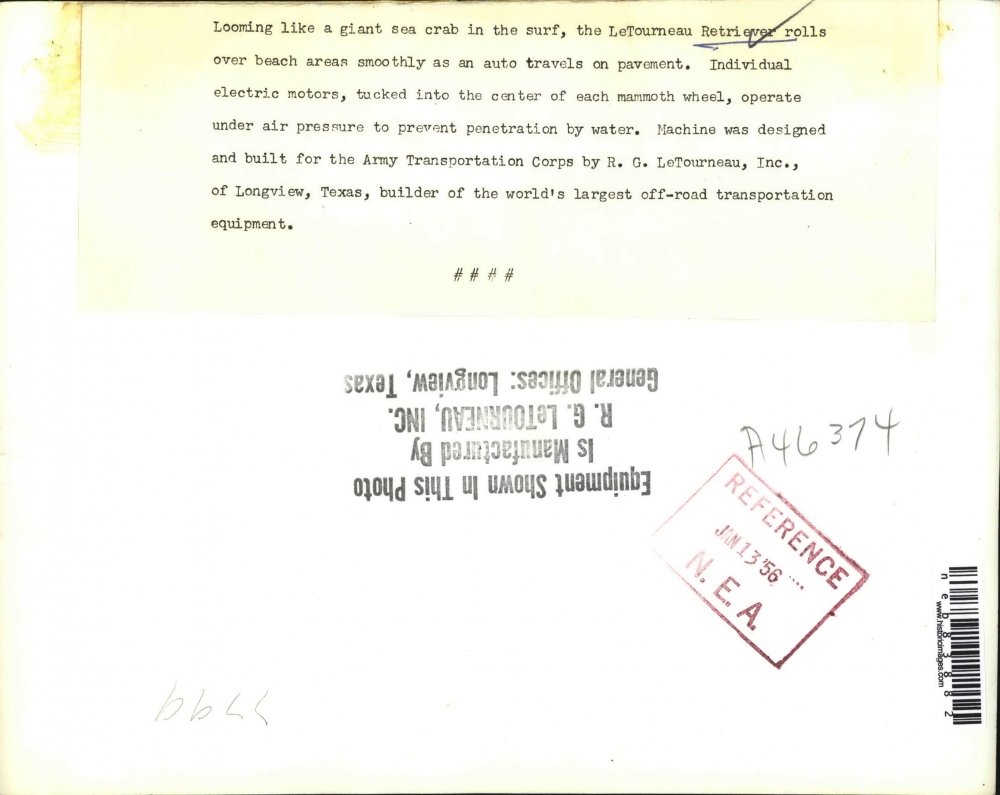 Looming like a giant sea crab in the surf, the LeTourneau Retriever rolls
over beach areas smoothly as an auto travels on pavement. Individual
electric motors, tucked into the center of each mammoth wheel, operate
under air pressure to prevent penetration by water. Machine was designed
and built for the Army Transportation Corps by R. G. LeTourneau, Inc.,
of Longview, Texas, builder of the world's largest off-road transportation
equipment.
# # # #
Equipment Shown In This Photo
Is Manufactured By
R. G. LeTOURNEAU, INC.
General Offices: Longview, Texas
A46374
REFERENCE
JAN 13 '56
N. E. A.
neb83882
www.historicimages.com